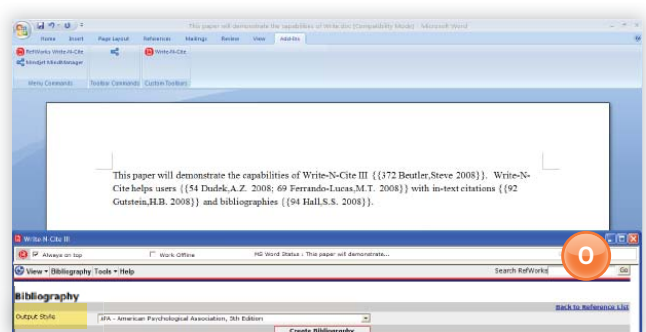 This paper will demonstrate the capabilities of Write.doc [Compatibility Mode] - Microsoft Word
Home Insert Page Layout References Mailings Review View Add-Ins
RefWorks Write-N-Cite Write-N-Cite
Mindjet MindManager
Menu Commands Toolbar Commands Custom Toolbars
This paper will demonstrate the capabilities of Write-N-Cite III {{372 Beutler,Steve 2008}}. Write-N-
Cite helps users {{54 Dudek,A.Z. 2008; 69 Ferrando-Lucas,M.T. 2008}} with in-text citations {{92
Gutstein,H.B. 2008}} and bibliographies {{94 Hall,S.S. 2008}}.
Write-N-Cite III
Always on top Work Offline MS Word Status : This paper will demonstrate...
O
View Bibliography Tools Help Search RefWorks Go
Bibliography
Back to Reference List
Output Style APA - American Psychological Association, 5th Edition
Create Bibliography